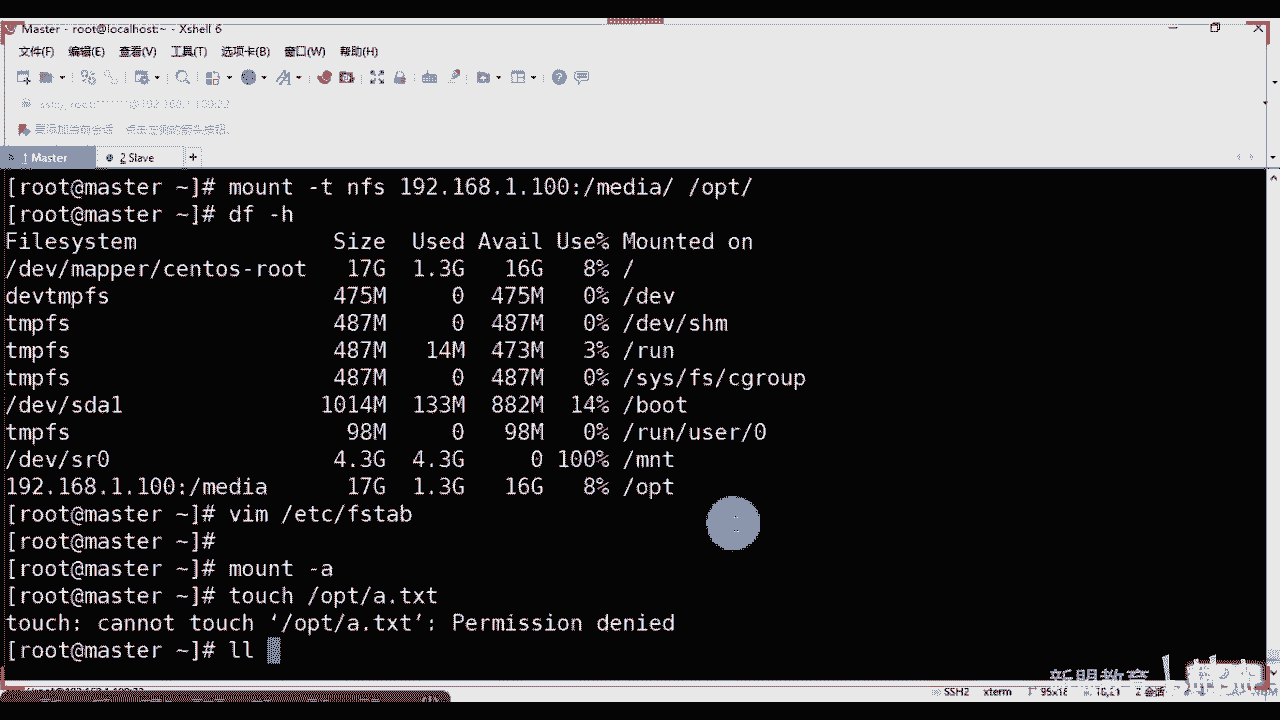 Master - root@localhost:~ - Xshell 6
文件(F) 编辑(E) 查看(V) 工具(T) 选项卡(B) 窗口(W) 帮助(H)
1 Master 2 Slave +
[root@master ~]# mount -t nfs 192.168.1.100:/media/ /opt/
[root@master ~]# df -h
Filesystem Size Used Avail Use% Mounted on
/dev/mapper/centos-root 17G 1.3G 16G 8% /
devtmpfs 475M 0 475M 0% /dev
tmpfs 487M 0 487M 0% /dev/shm
tmpfs 487M 14M 473M 3% /run
tmpfs 487M 0 487M 0% /sys/fs/cgroup
/dev/sda1 1014M 133M 882M 14% /boot
tmpfs 98M 0 98M 0% /run/user/0
/dev/sr0 4.3G 4.3G 0 100% /mnt
192.168.1.100:/media 17G 1.3G 16G 8% /opt
[root@master ~]# vim /etc/fstab
[root@master ~]#
[root@master ~]# mount -a
[root@master ~]# touch /opt/a.txt
touch: cannot touch ‘/opt/a.txt’: Permission denied
[root@master ~]# ll
新盟教育
SSH2 xterm